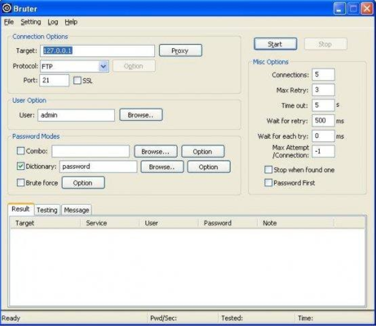 Bruter
File Setting Log Help
Connection Options
Target: 127.0.0.1 Proxy
Protocol: FTP Option
Port: 21 SSL
User Option
User: admin Browse..
Password Modes
Combo: Browse... Option
Dictionary: password Browse.. Option
Brute force Option
Start Stop
Misc Options
Connections: 5
Max Retry: 3
Time out: 5 s
Wait for retry: 500 ms
Wait for each try: 0 ms
Max Attempt
/Connection: -1
Stop when found one
Password First
Result Testing Message
Target Service User Password Note
Ready Pwd/Sec: Tested: Time: